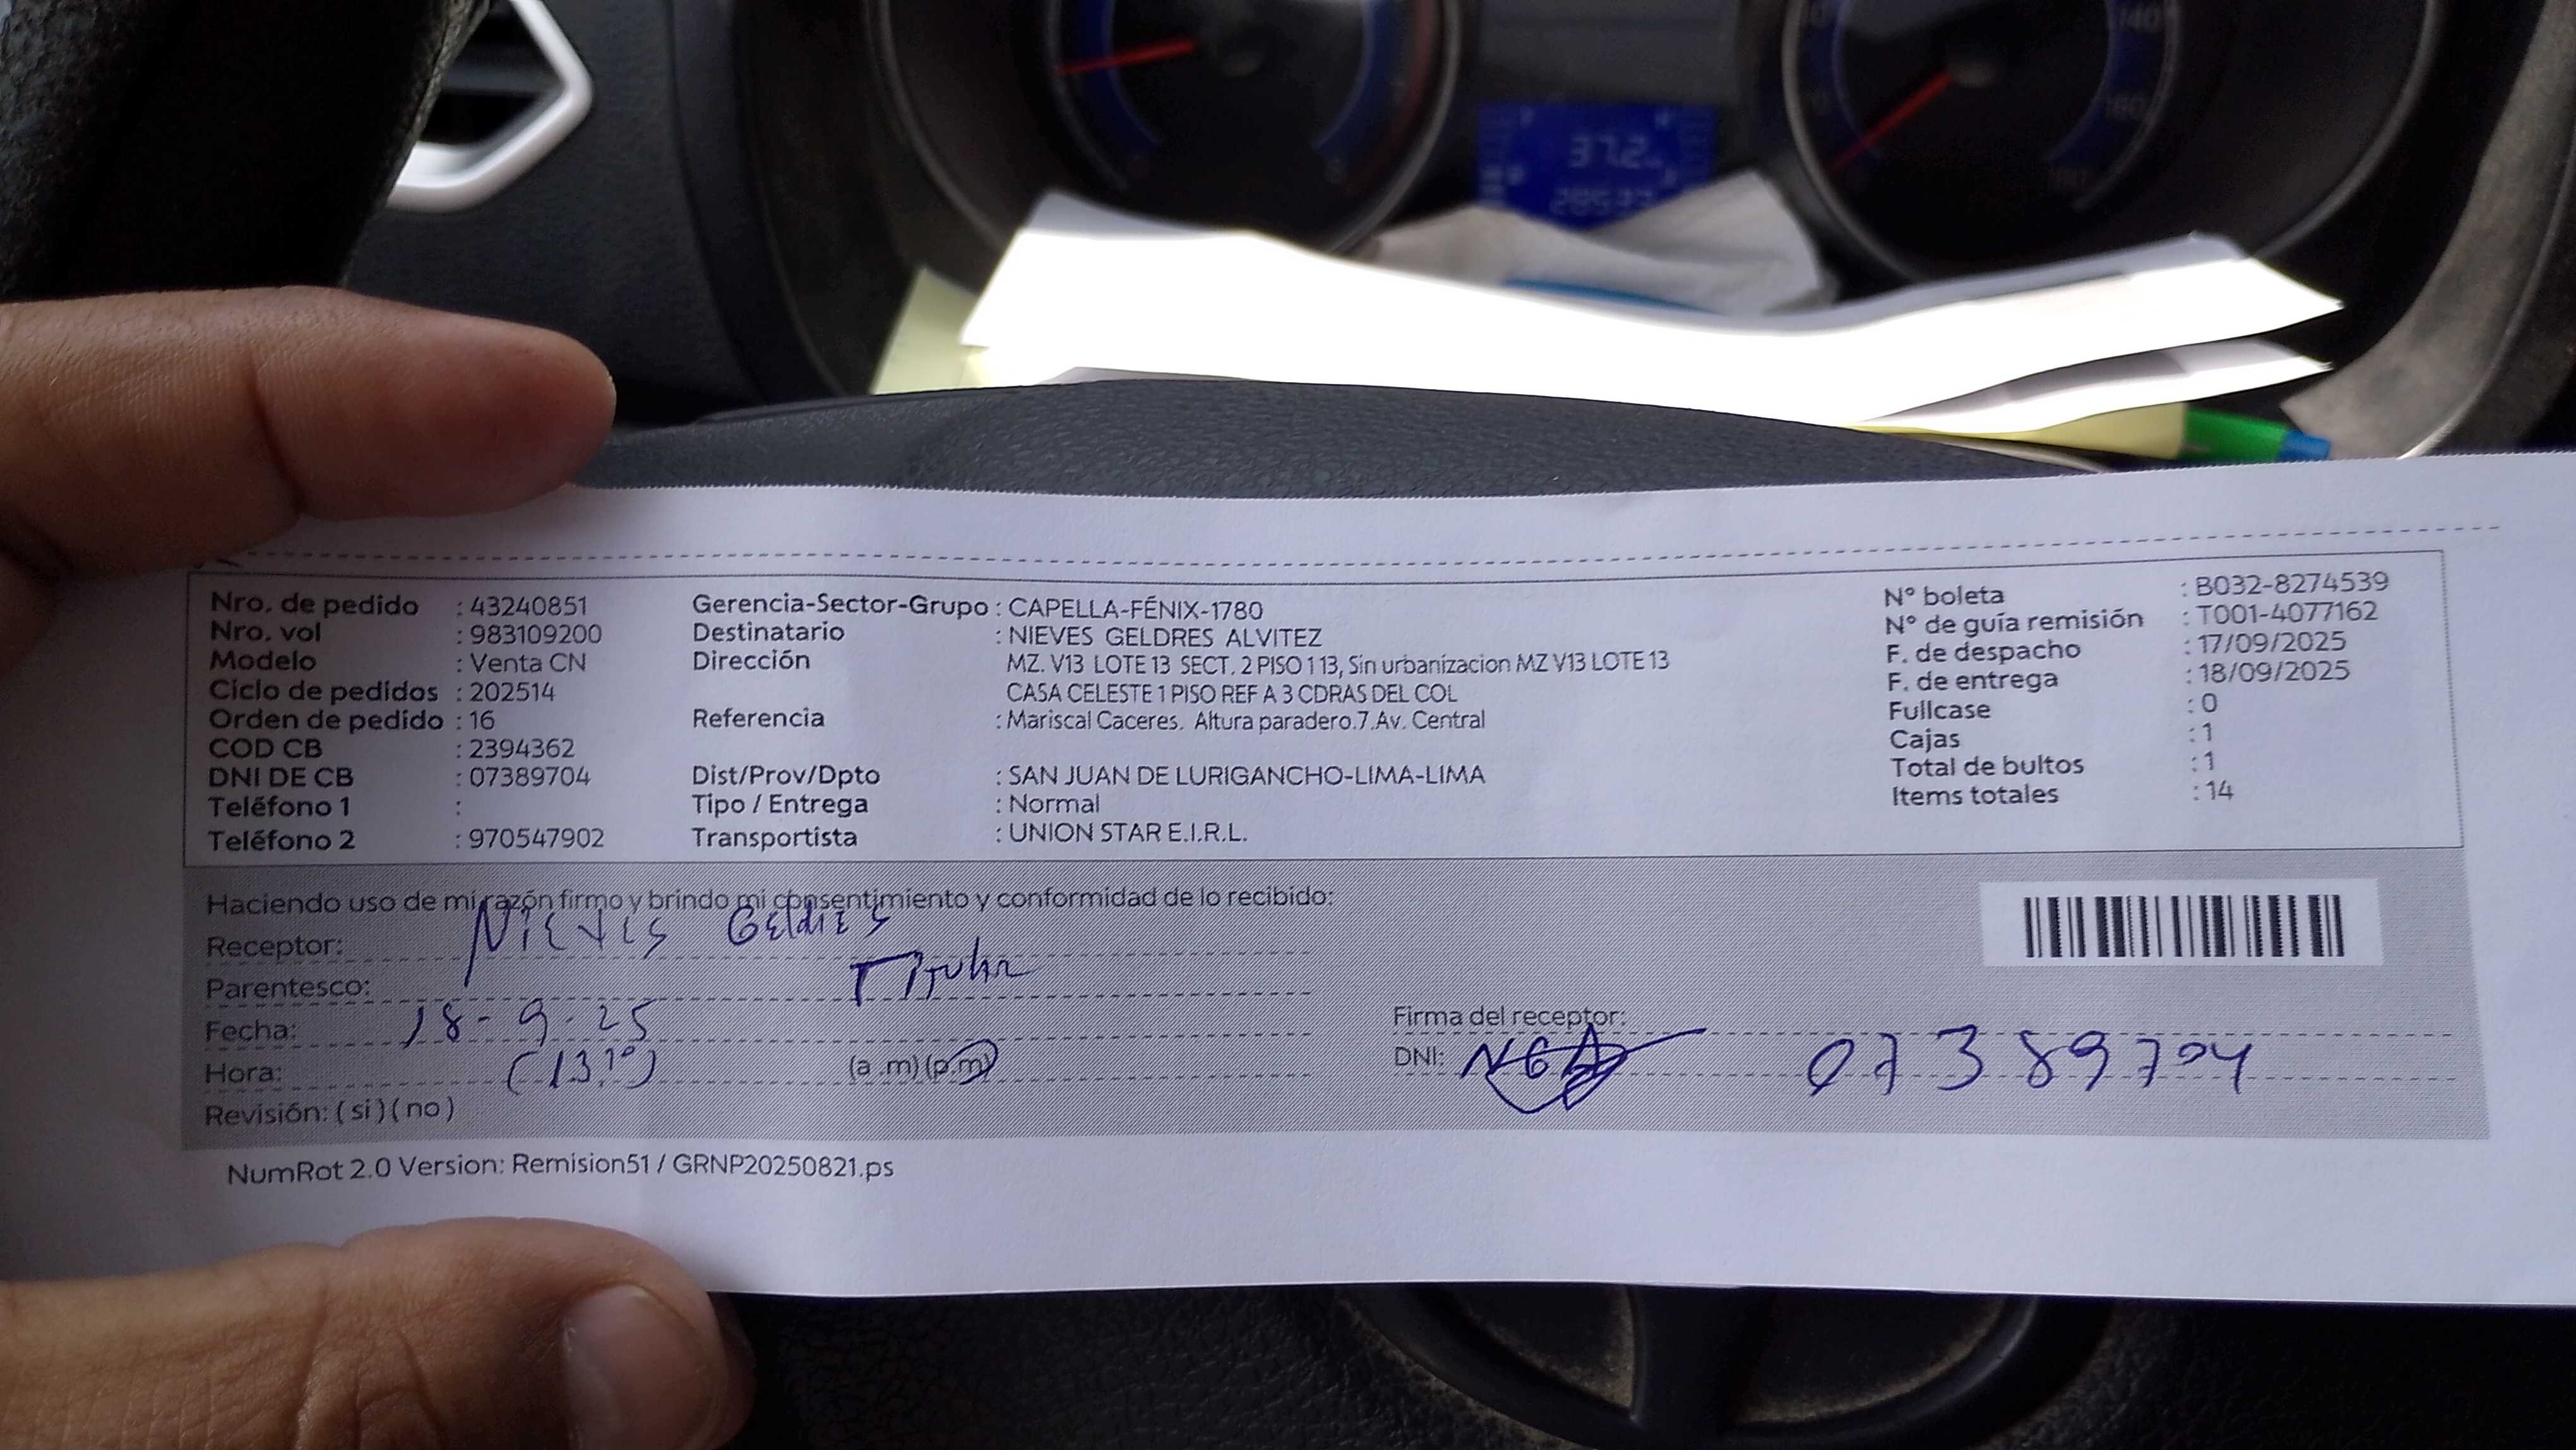 37.2
Nro. de pedido : 43240851
Nro. vol : 983109200
Modelo : Venta CN
Ciclo de pedidos : 202514
Orden de pedido : 16
COD CB : 2394362
DNI DE CB : 07389704
Teléfono 1 :
Teléfono 2 : 970547902
Gerencia-Sector-Grupo : CAPELLA-FÉNIX-1780
Destinatario : NIEVES GELDRES ALVITEZ
Dirección MZ. V13 LOTE 13 SECT. 2 PISO 1 13, Sin urbanizacion MZ V13 LOTE 13
CASA CELESTE 1 PISO REF A 3 CDRAS DEL COL
Referencia : Mariscal Caceres. Altura paradero.7.Av. Central
Dist/Prov/Dpto : SAN JUAN DE LURIGANCHO-LIMA-LIMA
Tipo / Entrega : Normal
Transportista : UNION STAR E.I.R.L.
N° boleta : B032-8274539
N° de guía remisión : T001-4077162
F. de despacho : 17/09/2025
F. de entrega : 18/09/2025
Fullcase : 0
Cajas : 1
Total de bultos : 1
Items totales : 14
Haciendo uso de mi razón firmo y brindo mi consentimiento y conformidad de lo recibido:
Receptor: Nieves Geldres
Parentesco: Titular
Fecha: 18-9-25
Hora: (a .m) (p.m)
Revisión: ( si ) ( no )
Firma del receptor:
DNI: 07389704
NumRot 2.0 Version: Remision51 / GRNP20250821.ps